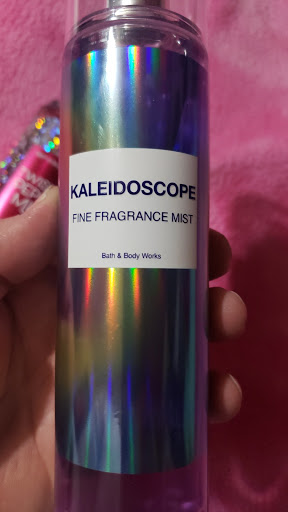 KALEIDOSCOPE
FINE FRAGRANCE MIST
Bath & Body Works